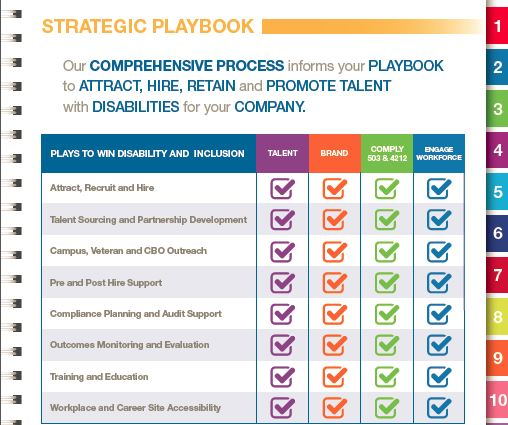 STRATEGIC PLAYBOOK
Our COMPREHENSIVE PROCESS informs your PLAYBOOK
to ATTRACT, HIRE, RETAIN and PROMOTE TALENT
with DISABILITIES for your COMPANY.
PLAYS TO WIN DISABILITY AND INCLUSION
TALENT
BRAND
COMPLY
503 & 4212
ENGAGE
WORKFORCE
Attract, Recruit and Hire
Talent Sourcing and Partnership Development
Campus, Veteran and CBO Outreach
Pre and Post Hire Support
Compliance Planning and Audit Support
Outcomes Monitoring and Evaluation
Training and Education
Workplace and Career Site Accessibility
1
2
3
4
5
6
7
8
9
10